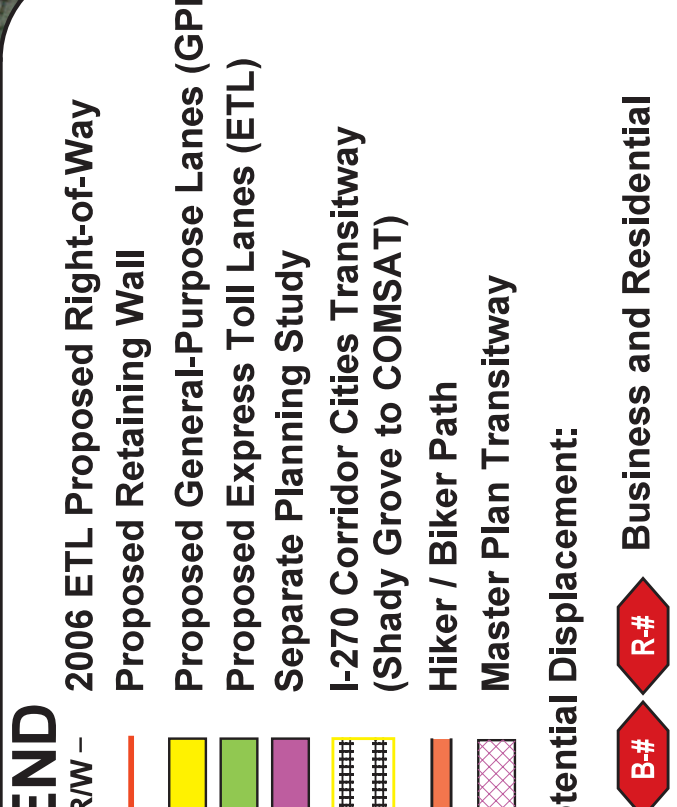 END
R/W – 2006 ETL Proposed Right-of-Way
Proposed Retaining Wall
Proposed General-Purpose Lanes (GP
Proposed Express Toll Lanes (ETL)
Separate Planning Study
I-270 Corridor Cities Transitway
(Shady Grove to COMSAT)
Hiker / Biker Path
Master Plan Transitway
tential Displacement:
B-# R-# Business and Residential